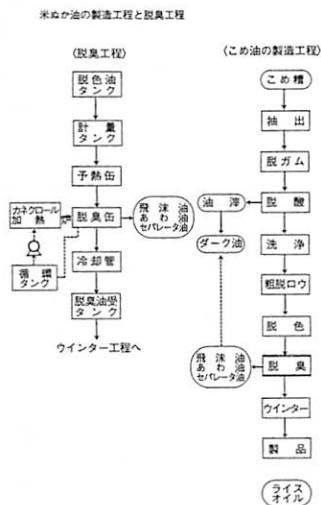 米ぬか油の製造工程と脱臭工程
〈脱臭工程〉
脱色油
タンク
計量
タンク
予熱缶
カネクロール
加熱
脱臭缶
飛沫油
あわ油
セパレータ油
循環
タンク
冷却管
脱臭油受
タンク
ウインター工程へ
〈こめ油の製造工程〉
こめ糟
抽出
脱ガム
油滓
脱酸
ダーク油
洗浄
粗脱ロウ
脱色
飛沫油
あわ油
セパレータ油
脱臭
ウインター
製品
ライス
オイル